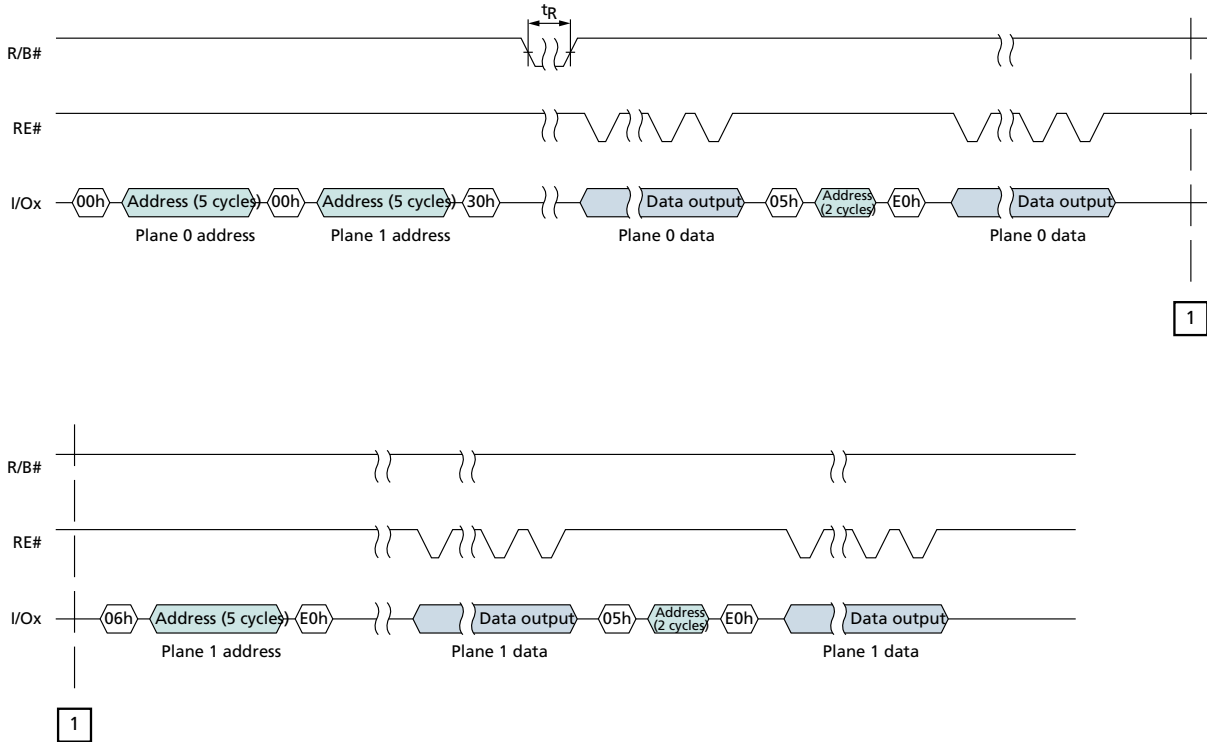 tR
R/B#
RE#
I/Ox
00h
Address (5 cycles)
00h
Address (5 cycles)
30h
Data output
05h
Address
(2 cycles)
E0h
Data output
Plane 0 address
Plane 1 address
Plane 0 data
Plane 0 data
1
R/B#
RE#
I/Ox
06h
Address (5 cycles)
E0h
Data output
05h
Address
(2 cycles)
E0h
Data output
Plane 1 address
Plane 1 data
Plane 1 data
1